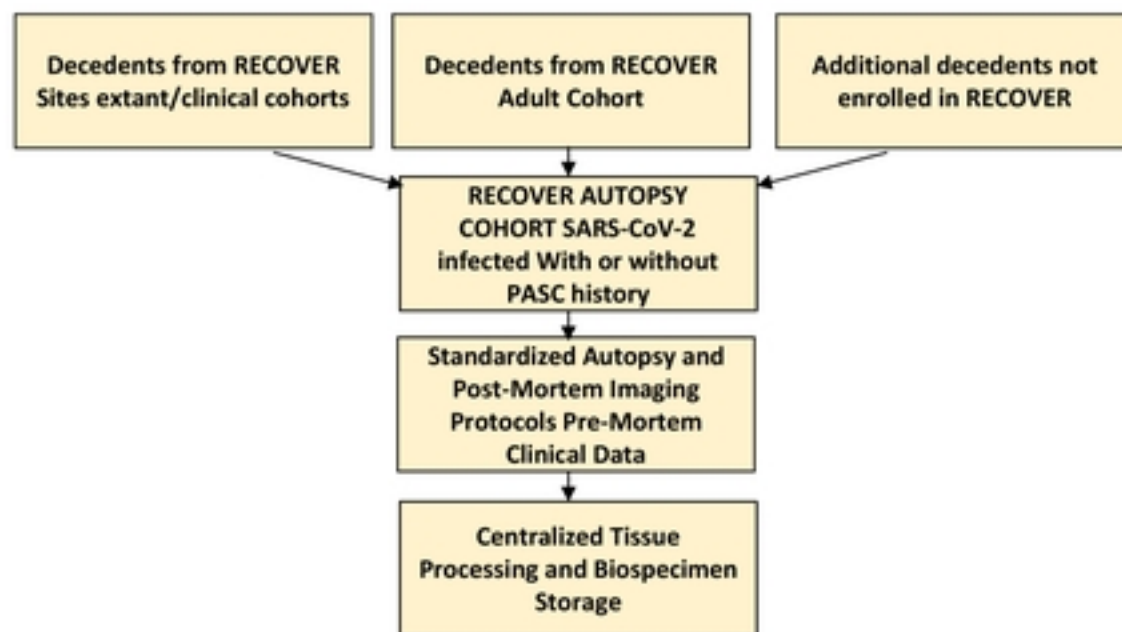 Decedents from RECOVER
Sites extant/clinical cohorts
Decedents from RECOVER
Adult Cohort
Additional decedents not
enrolled in RECOVER
RECOVER AUTOPSY
COHORT SARS-CoV-2
infected With or without
PASC history
Standardized Autopsy and
Post-Mortem Imaging
Protocols Pre-Mortem
Clinical Data
Centralized Tissue
Processing and Biospecimen
Storage